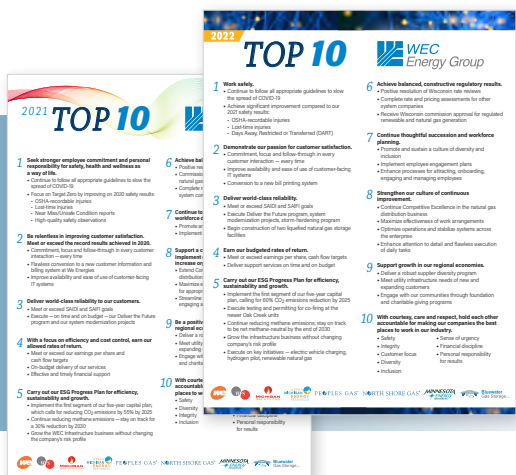 2022
TOP 10
WEC
Energy Group
1 Work safely.
• Continue to follow all appropriate guidelines to slow
the spread of COVID-19
• Achieve significant improvement compared to our
2021 safety results:
- OSHA-recordable injuries
- Lost-time injuries
- Days Away, Restricted or Transferred (DART)
2 Demonstrate our passion for customer satisfaction.
• Commitment, focus and follow-through in every
customer interaction — every time
• Improve availability and ease of use of customer-facing
IT systems
• Conversion to a new bill printing system
3 Deliver world-class reliability.
• Meet or exceed SAIDI and SAIFI goals
• Execute Deliver the Future program, system
modernization projects, storm-hardening program
• Begin construction of two liquefied natural gas storage
facilities
4 Earn our budgeted rates of return.
• Meet or exceed earnings per share, cash flow targets
• Deliver support services on time and on budget
5 Carry out our ESG Progress Plan for efficiency,
sustainability and growth.
• Implement the first segment of our five-year capital
plan, calling for 60% CO2 emissions reduction by 2025
• Execute testing and permitting for co-firing at the
newer Oak Creek units
• Continue reducing methane emissions, stay on track
to be net methane-neutral by the end of 2030
• Grow the infrastructure business without changing
company's risk profile
• Execute on key initiatives — electric vehicle charging,
hydrogen pilot, renewable natural gas
6 Achieve balanced, constructive regulatory results.
• Positive resolution of Wisconsin rate reviews
• Complete rate and pricing assessments for other
system companies
• Receive Wisconsin commission approval for regulated
renewable and natural gas generation
7 Continue thoughtful succession and workforce
planning.
• Promote and sustain a culture of diversity and
inclusion
• Implement employee engagement plans
• Enhance processes for attracting, onboarding,
engaging and managing employees
8 Strengthen our culture of continuous
improvement.
• Continue Competitive Excellence in the natural gas
distribution business
• Maximize effectiveness of work arrangements
• Optimize operations and stabilize systems across
the enterprise
• Enhance attention to detail and flawless execution
of daily tasks
9 Support growth in our regional economies.
• Deliver a robust supplier diversity program
• Meet utility infrastructure needs of new and
expanding customers
• Engage with our communities through foundation
and charitable giving programs
10 With courtesy, care and respect, hold each other
accountable for making our companies the best
places to work in our industry.
• Safety
• Integrity
• Customer focus
• Diversity
• Inclusion
• Sense of urgency
• Financial discipline
• Personal responsibility
for results
PEOPLES GAS
NORTH SHORE GAS
MINNESOTA
Bluewater
Gas Storage
2021
TOP 10
1 Seek stronger employee commitment and personal
responsibility for safety, health and wellness as
a way of life.
• Continue to follow all appropriate guidelines to slow the
spread of COVID-19
• Focus on Target Zero by improving on 2020 safety results:
- OSHA-recordable injuries
- Lost-time injuries
- Near Miss/Unsafe Condition reports
- High-quality safety observations
2 Be relentless in improving customer satisfaction.
Meet or exceed the record results achieved in 2020.
• Commitment, focus and follow-through in every customer
interaction — every time
• Flawless conversion to a new customer information and
billing system at We Energies
• Improve availability and ease of use of customer-facing
IT systems
3 Deliver world-class reliability to our customers.
• Meet or exceed SAIDI and SAIFI goals
• Execute — on time and on budget — our Deliver the Future
program and our system modernization projects
4 With a focus on efficiency and cost control, earn our
allowed rates of return.
• Meet or exceed our earnings per share and
cash flow targets
• On-budget delivery of our services
• Effective and timely financial support
5 Carry out our ESG Progress Plan for efficiency,
sustainability and growth.
• Implement the first segment of our five-year capital plan,
which calls for reducing CO2 emissions by 55% by 2025
• Continue reducing methane emissions — stay on track for
a 30% reduction by 2030
• Grow the WEC Infrastructure business without changing
the company's risk profile
6 Achieve bal
7 Continue t
workforce d
• Promote a
• Implement
8 Support a c
9 Be a positi
10 With courte
accountabl
places to w
• Safety
• Diversity
• Integrity
• Inclusion
• Personal responsibility
for results
PEOPLES GAS
NORTH SHORE GAS
MINNESOTA
Bluewater
Gas Storage